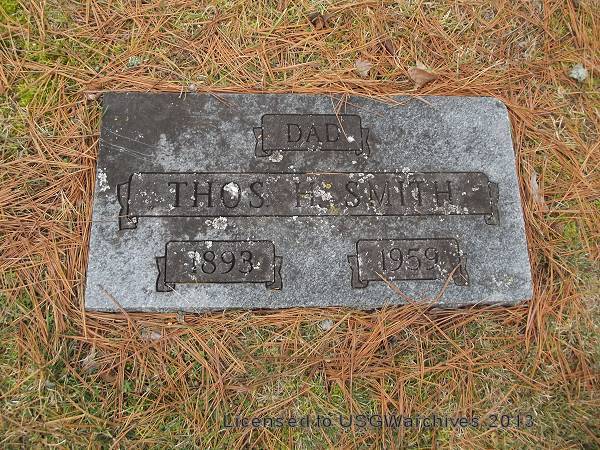 DAD
THOS H. SMITH
1893 1959
Licensed to USGWarchives 2013